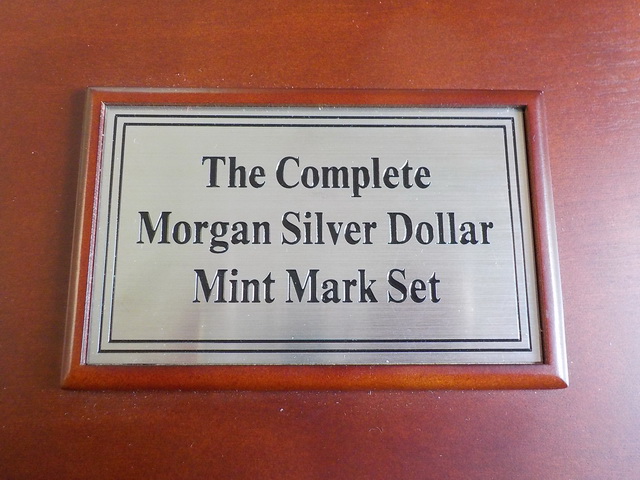 The Complete
Morgan Silver Dollar
Mint Mark Set